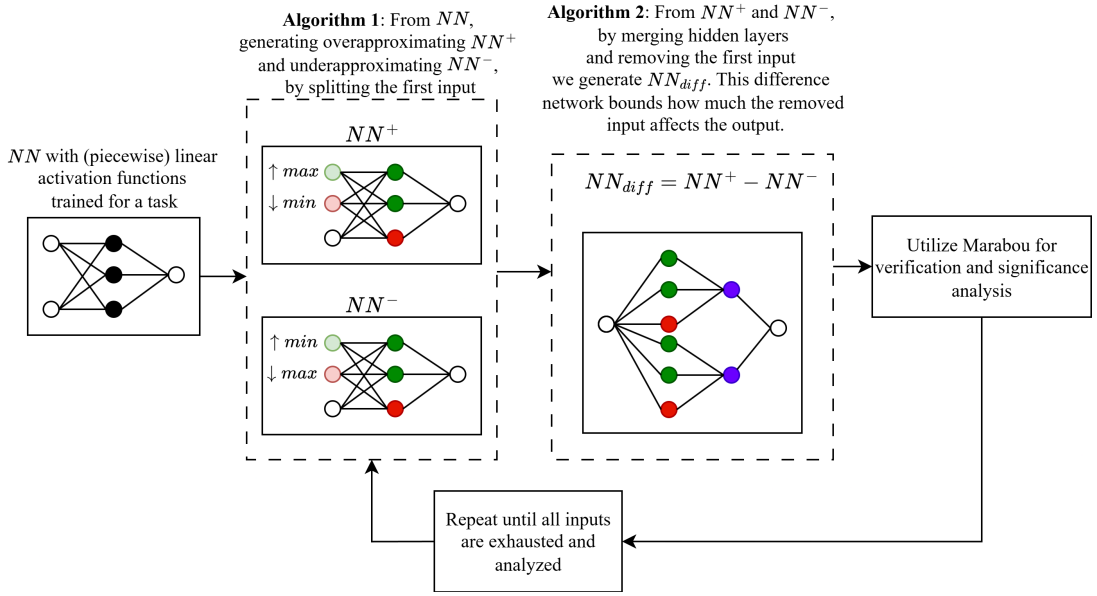 NN with (piecewise) linear
activation functions
trained for a task
Algorithm 1: From NN,
generating overapproximating NN⁺
and underapproximating NN⁻,
by splitting the first input
NN⁺
↑ max
↓ min
NN⁻
↑ min
↓ max
Algorithm 2: From NN⁺ and NN⁻,
by merging hidden layers
and removing the first input
we generate NN_{diff}. This difference
network bounds how much the removed
input affects the output.
NN_{diff} = NN⁺ − NN⁻
Utilize Marabou for
verification and significance
analysis
Repeat until all inputs
are exhausted and
analyzed